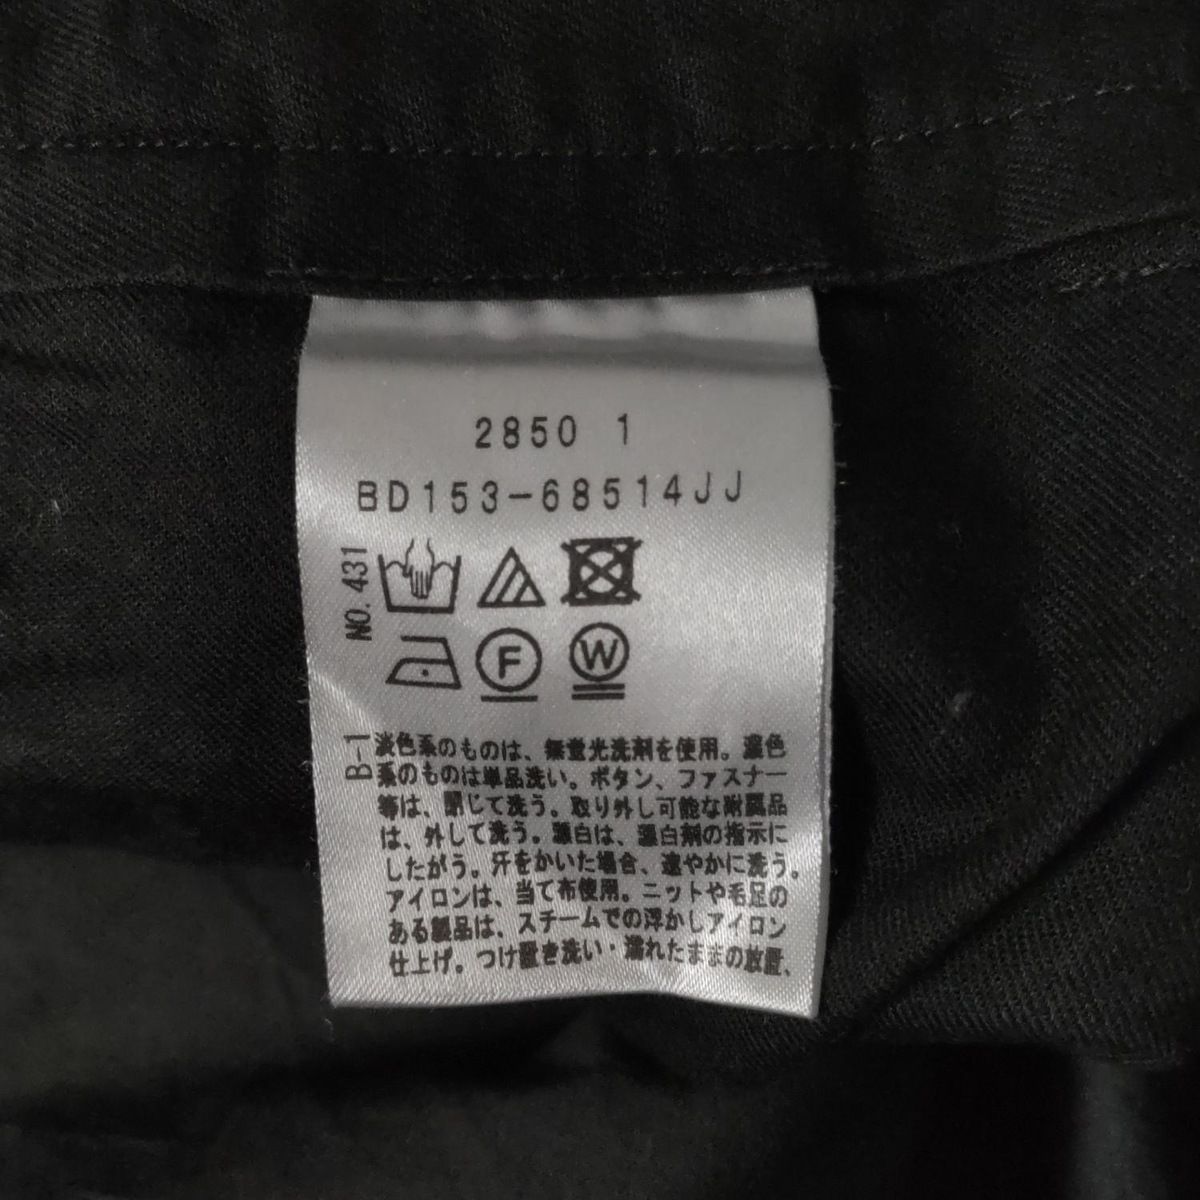 2850 1
BD153-68514JJ
NO. 431
F
W
B-1
淡色系のものは、無蛍光洗剤を使用。濃色
系のものは単品洗い。ボタン、ファスナー
等は、閉じて洗う。取り外し可能な附属品
は、外して洗う。漂白は、漂白剤の指示に
したがう。汗をかいた場合、速やかに洗う。
アイロンは、当て布使用。ニットや毛足の
ある製品は、スチームでの浮かしアイロン
仕上げ。つけ置き洗い・濡れたままの放置、